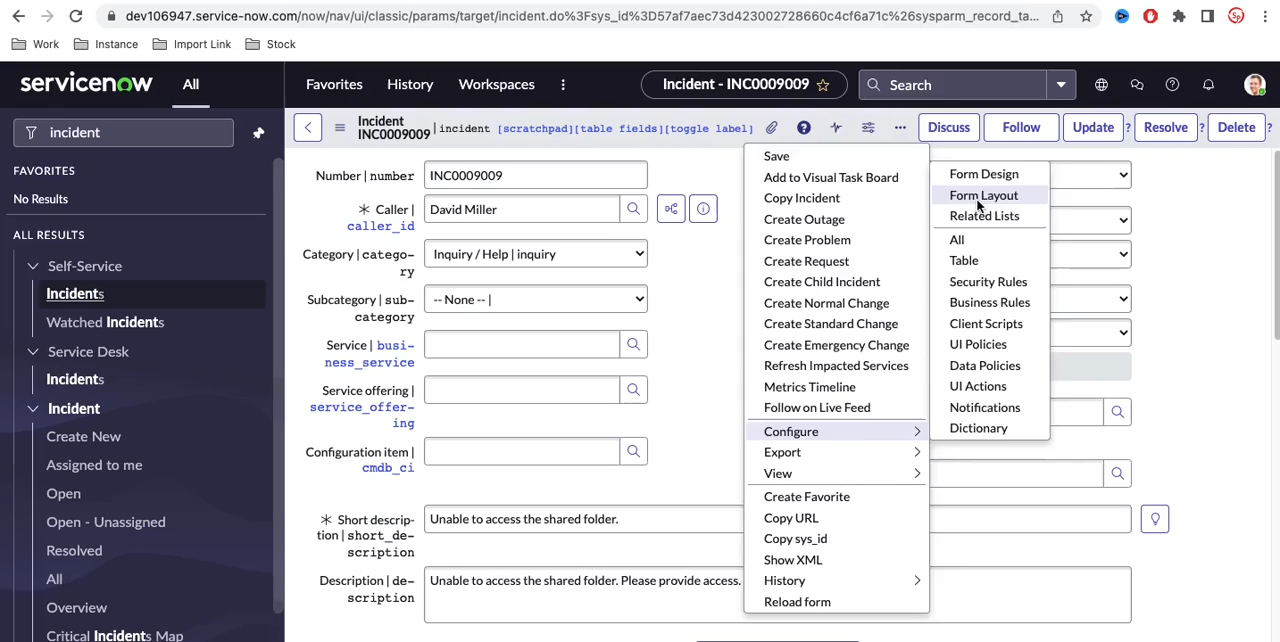 dev106947.service-now.com/now/nav/ui/classic/params/target/incident.do%3Fsys_id%3D57af7aec73d423002728660c4cf6a71c%26sysparm_record_ta...
Work Instance Import Link Stock
servicenow All Favorites History Workspaces Incident - INC0009009 Search
incident
FAVORITES
No Results
ALL RESULTS
Self-Service
Incidents
Watched Incidents
Service Desk
Incidents
Incident
Create New
Assigned to me
Open
Open - Unassigned
Resolved
All
Overview
Critical Incidents Map
Incident
INC0009009 | incident [scratchpad][table fields][toggle label] Discuss Follow Update ? Resolve ? Delete ?
Number | number INC0009009
Caller |
caller_id
David Miller
Category | catego-
ry
Inquiry / Help | inquiry
Subcategory | sub-
category
-- None -- |
Service | busi-
ness_service
Service offering |
service_offer-
ing
Configuration item |
cmdb_ci
Short descrip-
tion | short_de-
scription
Unable to access the shared folder.
Description | de-
scription
Unable to access the shared folder. Please provide access.
Save
Add to Visual Task Board
Copy Incident
Create Outage
Create Problem
Create Request
Create Child Incident
Create Normal Change
Create Standard Change
Create Emergency Change
Refresh Impacted Services
Metrics Timeline
Follow on Live Feed
Configure
Export
View
Create Favorite
Copy URL
Copy sys_id
Show XML
History
Reload form
Form Design
Form Layout
Related Lists
All
Table
Security Rules
Business Rules
Client Scripts
UI Policies
Data Policies
UI Actions
Notifications
Dictionary